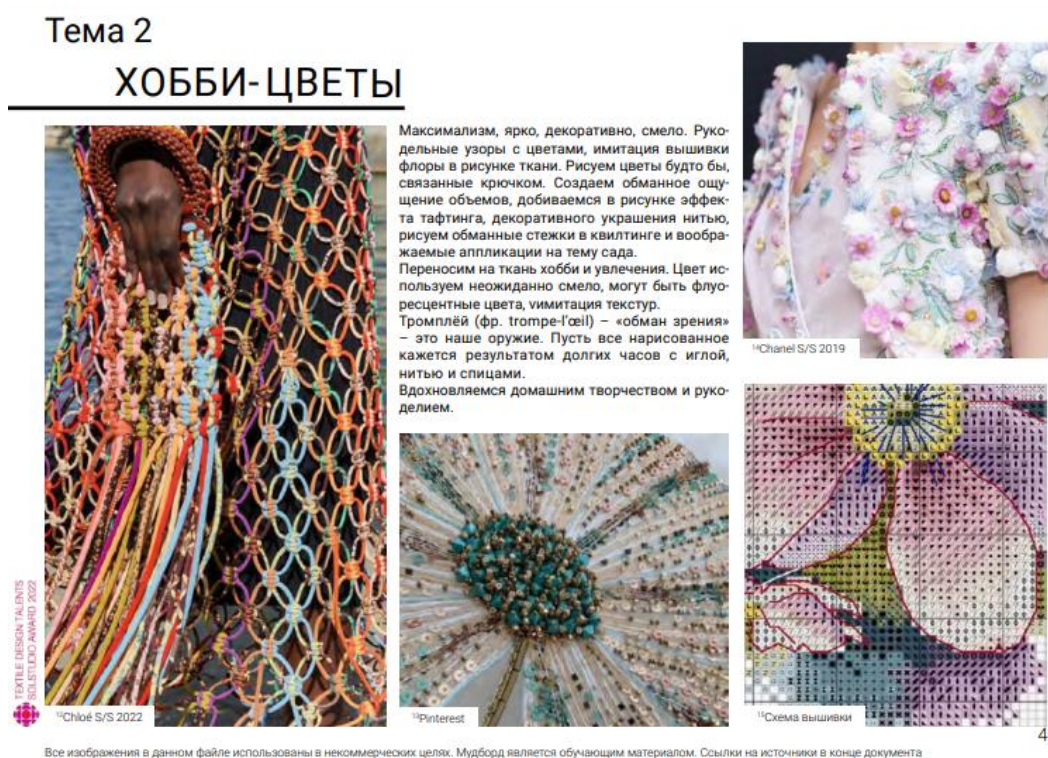 Тема 2
ХОББИ-ЦВЕТЫ
Максимализм, ярко, декоративно, смело. Руко-
дельные узоры с цветами, имитация вышивки
флоры в рисунке ткани. Рисуем цветы будто бы,
связанные крючком. Создаем обманное ощу-
щение объемов, добиваемся в рисунке эффек-
та тафтинга, декоративного украшения нитью,
рисуем обманные стежки в квилтинге и вообра-
жаемые аппликации на тему сада.
Переносим на ткань хобби и увлечения. Цвет ис-
пользуем неожиданно смело, могут быть флуо-
ресцентные цвета, vимитация текстур.
Тромплёй (фр. trompe-l'œil) – «обман зрения»
– это наше оружие. Пусть все нарисованное
кажется результатом долгих часов с иглой,
нитью и спицами.
Вдохновляемся домашним творчеством и руко-
делием.
¹⁴Chanel S/S 2019
TEXTILE DESIGN TALENTS
SOLSTUDIO AWARD 2022
¹²Chloé S/S 2022
¹³Pinterest
¹⁵Схема вышивки
4
Все изображения в данном файле использованы в некоммерческих целях. Мудборд является обучающим материалом. Ссылки на источники в конце документа